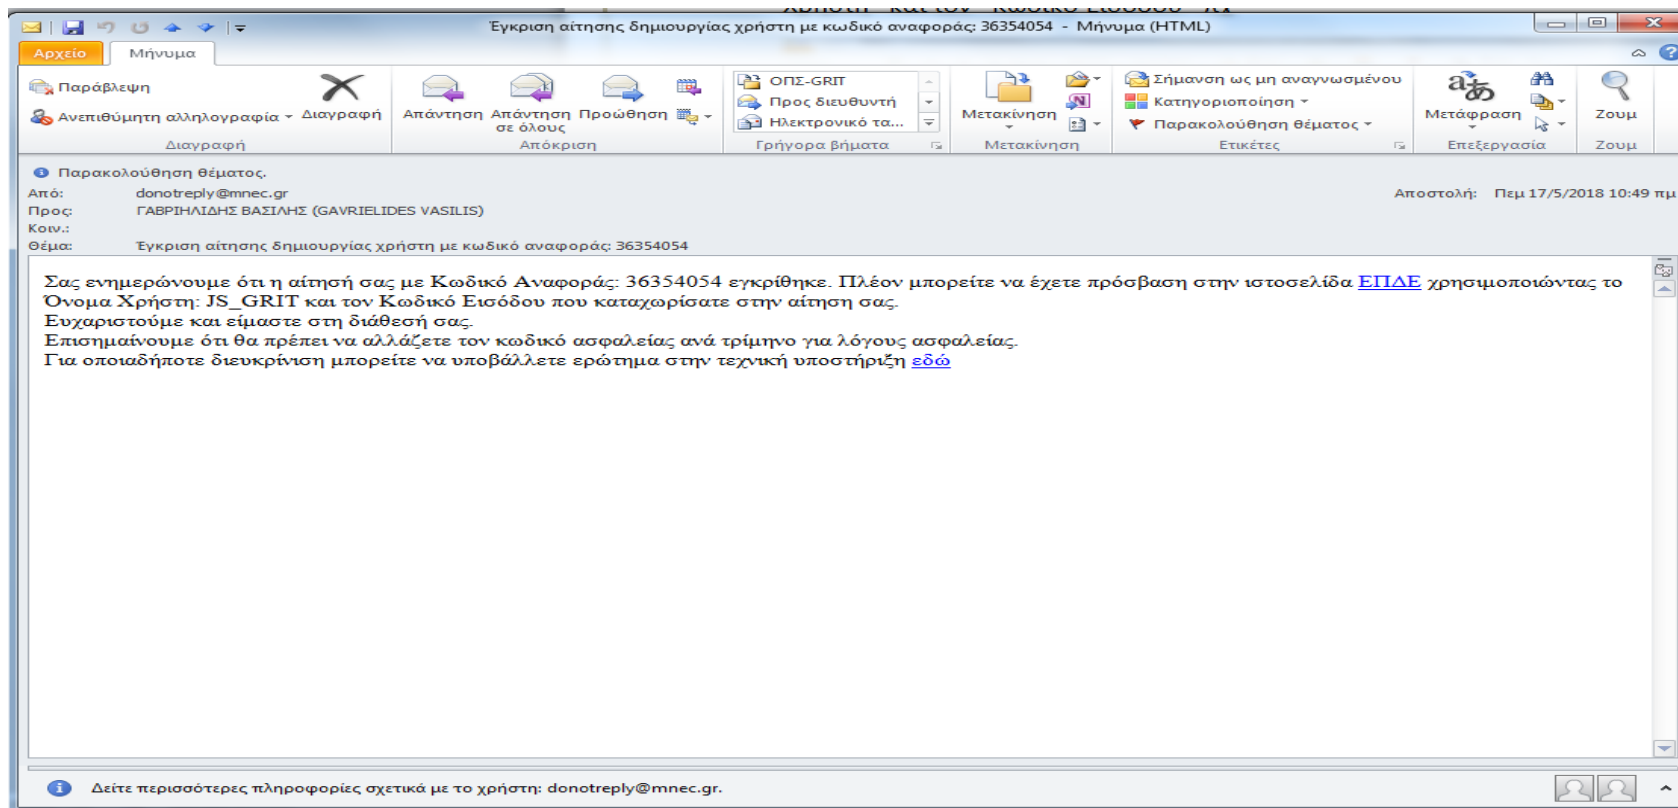 Έγκριση αίτησης δημιουργίας χρήστη με κωδικό αναφοράς: 36354054 - Μήνυμα (HTML)
Αρχείο Μήνυμα
Παράβλεψη
Ανεπιθύμητη αλληλογραφία
Διαγραφή
Διαγραφή
Απάντηση
Απάντηση σε όλους
Προώθηση
Απόκριση
ΟΠΣ-GRIT
Προς διευθυντή
Ηλεκτρονικό τα...
Γρήγορα βήματα
Μετακίνηση
Μετακίνηση
Σήμανση ως μη αναγνωσμένου
Κατηγοριοποίηση
Παρακολούθηση θέματος
Ετικέτες
Μετάφραση
Επεξεργασία
Ζουμ
Ζουμ
Παρακολούθηση θέματος.
Από: donotreply@mnec.gr Αποστολή: Πεμ 17/5/2018 10:49 πμ
Προς: ΓΑΒΡΙΗΛΙΔΗΣ ΒΑΣΙΛΗΣ (GAVRIELIDES VASILIS)
Κοιν.:
Θέμα: Έγκριση αίτησης δημιουργίας χρήστη με κωδικό αναφοράς: 36354054
Σας ενημερώνουμε ότι η αίτησή σας με Κωδικό Αναφοράς: 36354054 εγκρίθηκε. Πλέον μπορείτε να έχετε πρόσβαση στην ιστοσελίδα ΕΠΔΕ χρησιμοποιώντας το
Όνομα Χρήστη: JS_GRIT και τον Κωδικό Εισόδου που καταχωρίσατε στην αίτηση σας.
Ευχαριστούμε και είμαστε στη διάθεσή σας.
Επισημαίνουμε ότι θα πρέπει να αλλάζετε τον κωδικό ασφαλείας ανά τρίμηνο για λόγους ασφαλείας.
Για οποιαδήποτε διευκρίνιση μπορείτε να υποβάλλετε ερώτημα στην τεχνική υποστήριξη εδώ
Δείτε περισσότερες πληροφορίες σχετικά με το χρήστη: donotreply@mnec.gr.